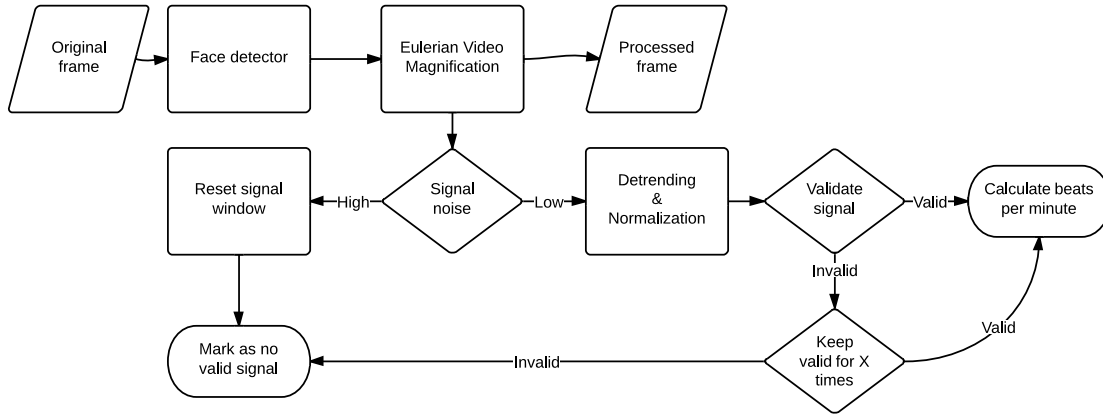 Original
frame
Face detector
Eulerian Video
Magnification
Processed
frame
Reset signal
window
High
Signal
noise
Low
Detrending
&
Normalization
Validate
signal
Valid
Calculate beats
per minute
Invalid
Mark as no
valid signal
Invalid
Keep
valid for X
times
Valid